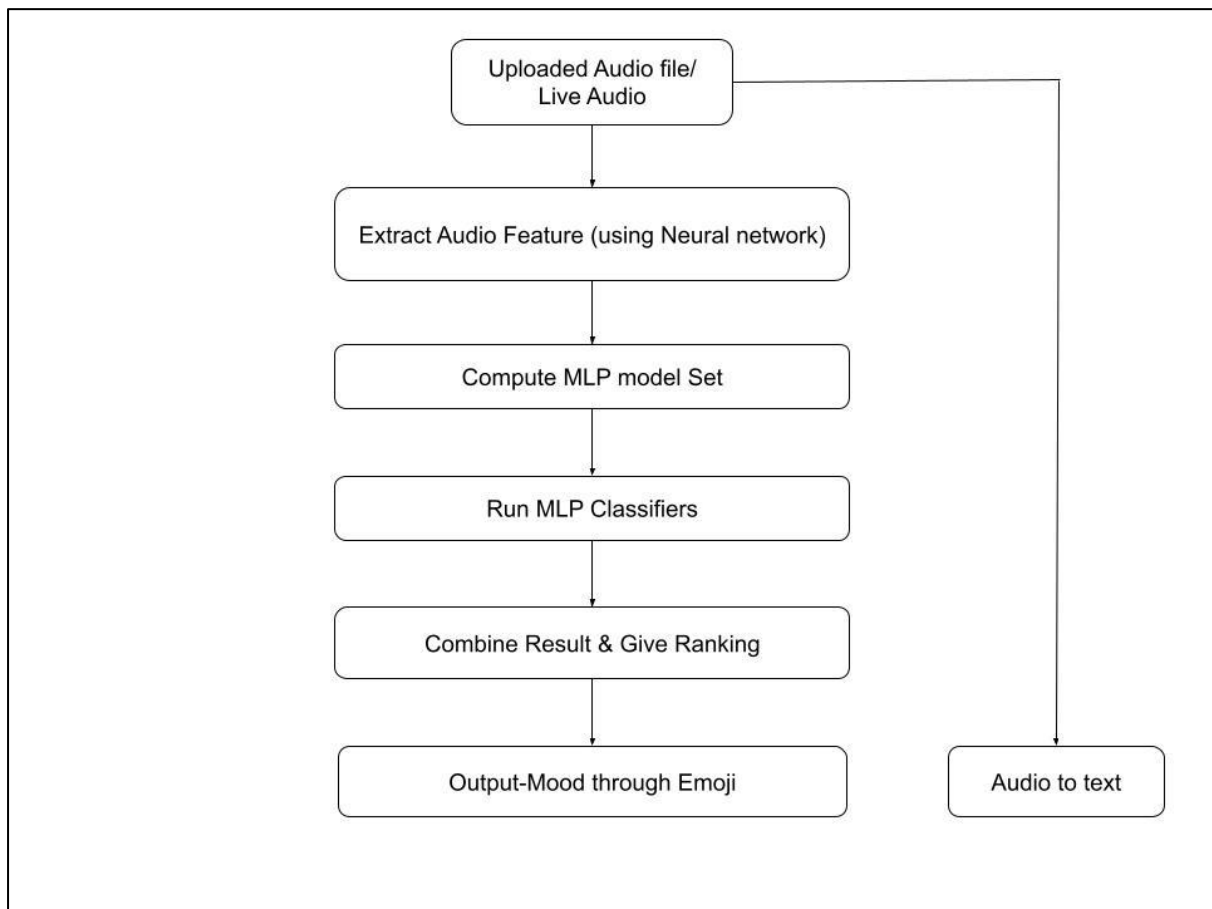 Uploaded Audio file/
Live Audio
Extract Audio Feature (using Neural network)
Compute MLP model Set
Run MLP Classifiers
Combine Result & Give Ranking
Output-Mood through Emoji
Audio to text